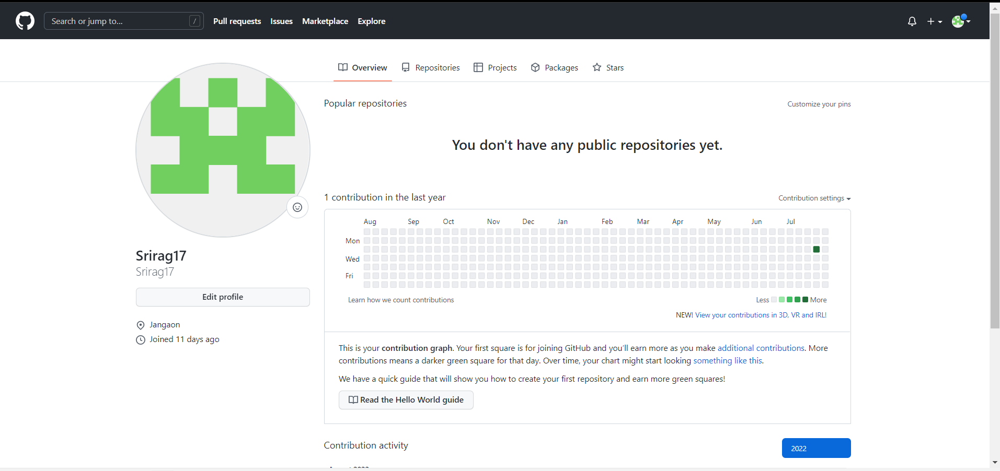 Search or jump to... /
Pull requests Issues Marketplace Explore
Overview Repositories Projects Packages Stars
Popular repositories
Customize your pins
You don't have any public repositories yet.
1 contribution in the last year
Contribution settings
Aug Sep Oct Nov Dec Jan Feb Mar Apr May Jun Jul
Mon
Wed
Fri
Learn how we count contributions
Less More
NEW! View your contributions in 3D, VR and IRL!
Srirag17
Srirag17
Edit profile
Jangaon
Joined 11 days ago
This is your contribution graph. Your first square is for joining GitHub and you'll earn more as you make additional contributions. More
contributions means a darker green square for that day. Over time, your chart might start looking something like this.
We have a quick guide that will show you how to create your first repository and earn more green squares!
Read the Hello World guide
Contribution activity
2022